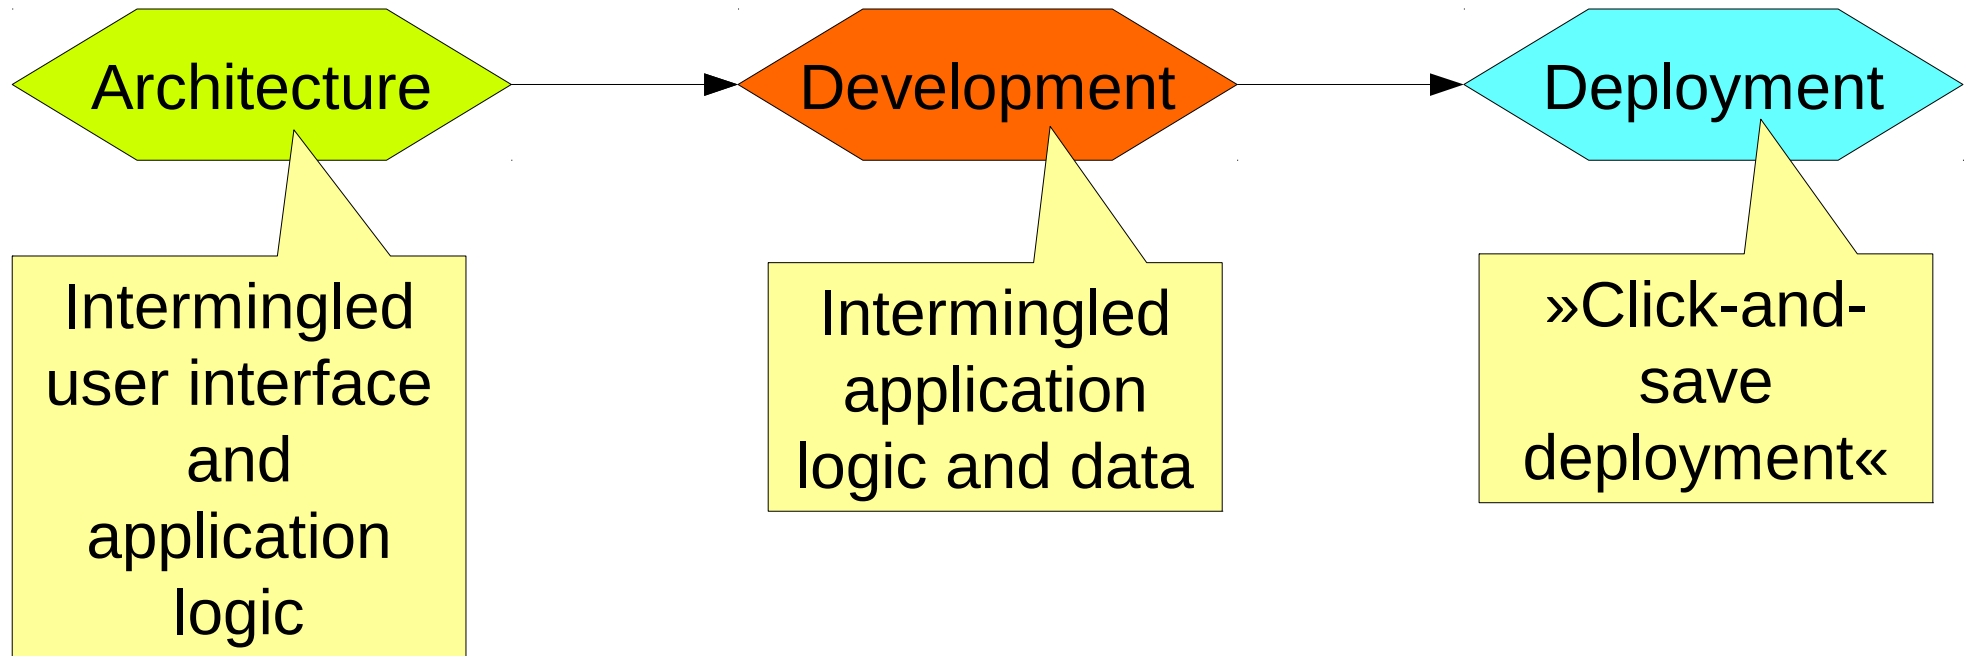 Architecture
Development
Deployment
Intermingled
user interface
and
application
logic
Intermingled
application
logic and data
»Click-and-
save
deployment«